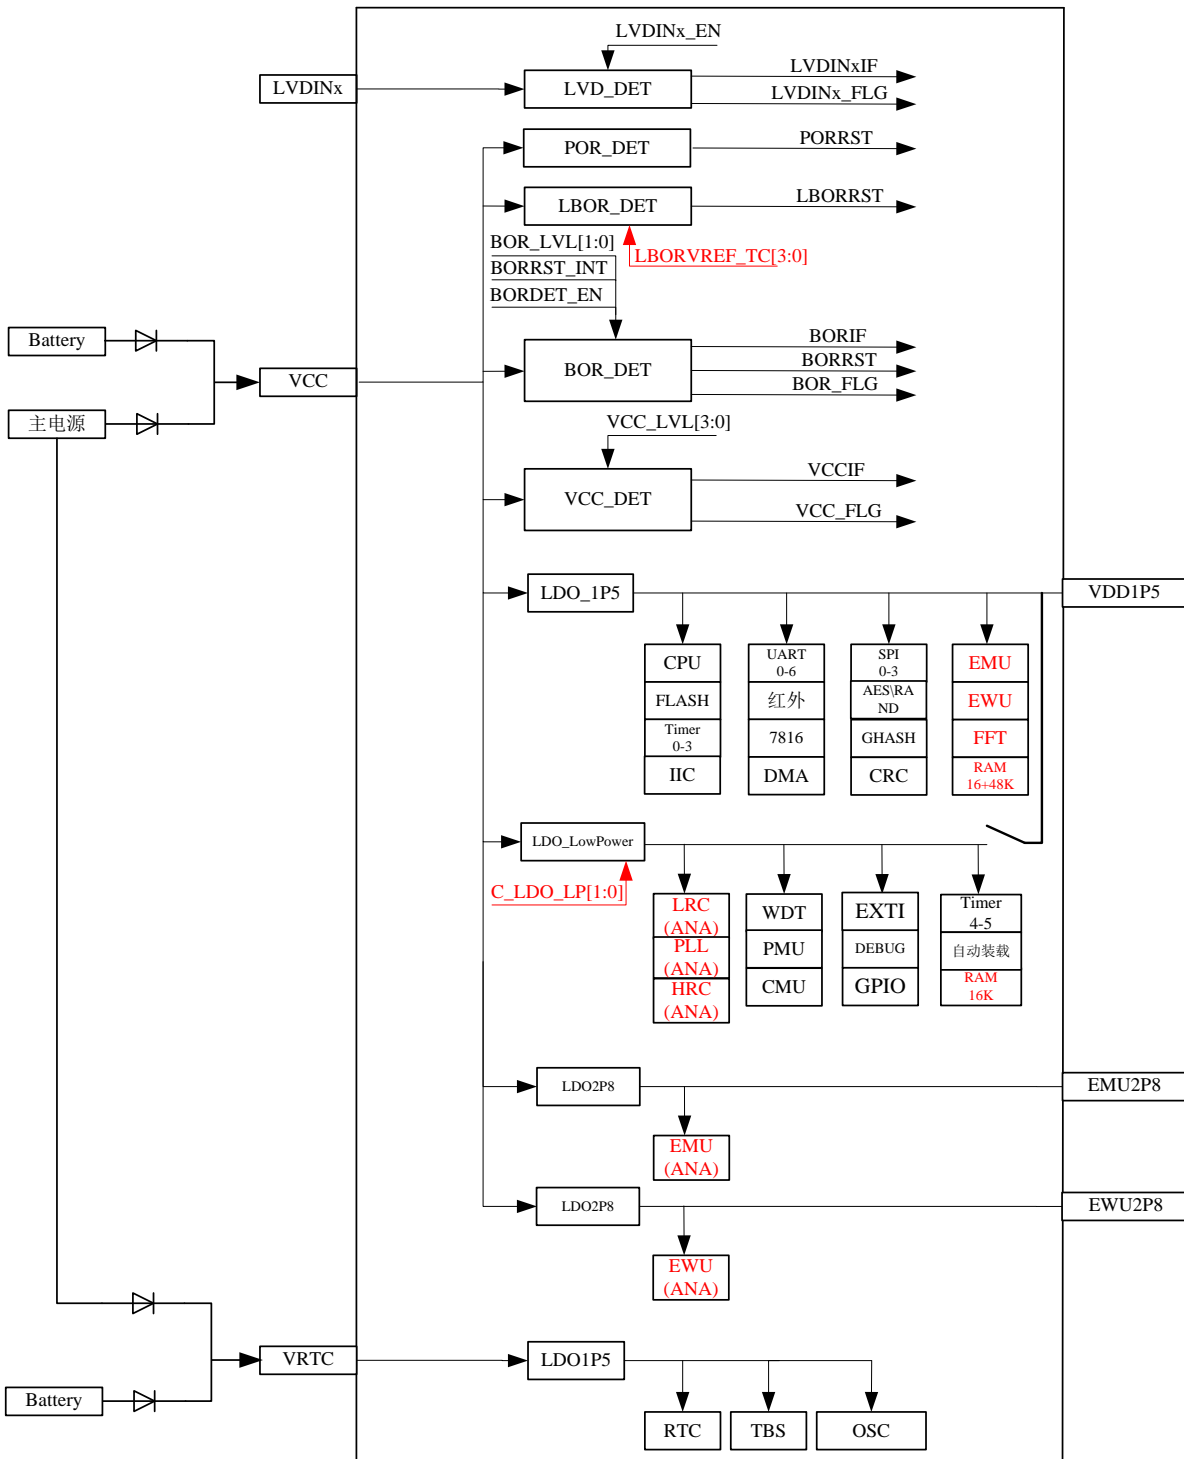 LVDINx_EN
LVDINx
LVD_DET
LVDINxIF
LVDINx_FLG
POR_DET
PORRST
LBOR_DET
LBORRST
LBORVREF_TC[3:0]
BOR_LVL[1:0]
BORRST_INT
BORDET_EN
Battery
主电源
VCC
BOR_DET
BORIF
BORRST
BOR_FLG
VCC_LVL[3:0]
VCC_DET
VCCIF
VCC_FLG
LDO_1P5
VDD1P5
CPU
FLASH
Timer
0-3
IIC
UART
0-6
红外
7816
DMA
SPI
0-3
AES\RA
ND
GHASH
CRC
EMU
EWU
FFT
RAM
16+48K
LDO_LowPower
C_LDO_LP[1:0]
LRC
(ANA)
PLL
(ANA)
HRC
(ANA)
WDT
PMU
CMU
EXTI
DEBUG
GPIO
Timer
4-5
自动装载
RAM
16K
LDO2P8
EMU2P8
EMU
(ANA)
LDO2P8
EWU2P8
EWU
(ANA)
VRTC
Battery
LDO1P5
RTC
TBS
OSC